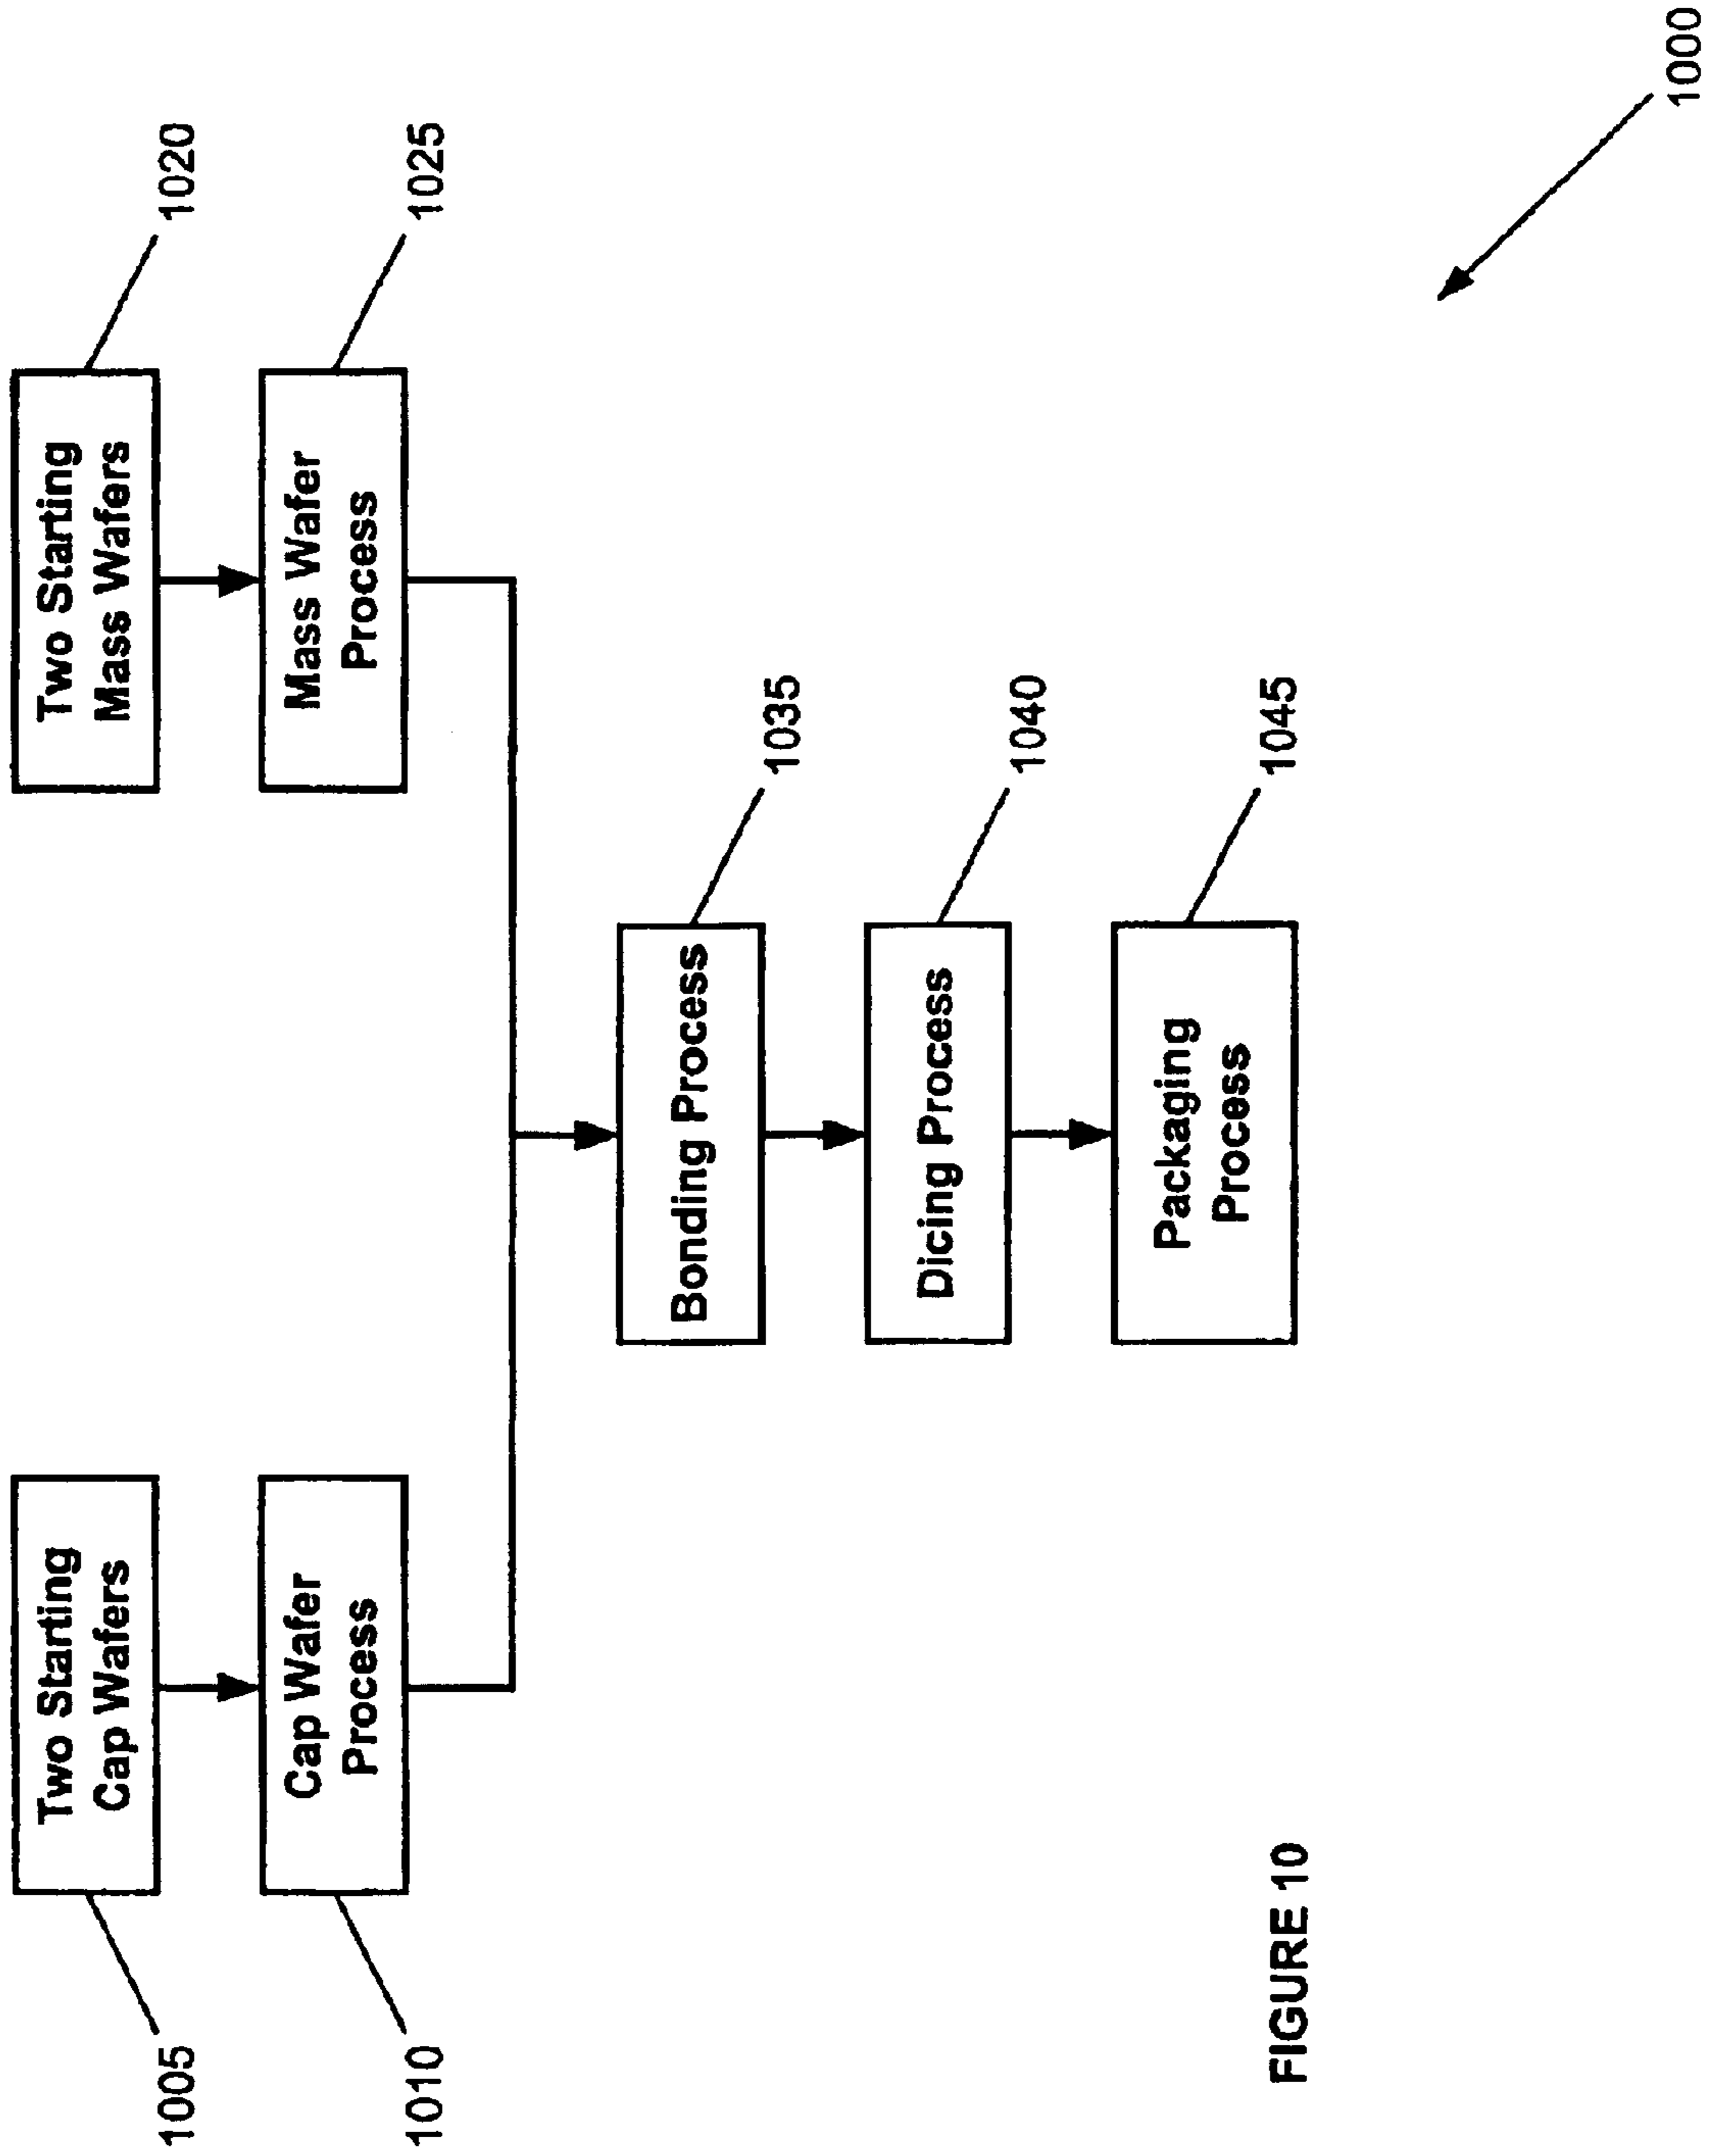 1005
Two Starting
Cap Wafers
1010
Cap Wafer
Process
Two Starting
Mass Wafers
1020
Mass Wafer
Process
1025
Bonding Process
1035
Dicing Process
1040
Packaging
Process
1045
FIGURE 10
1000